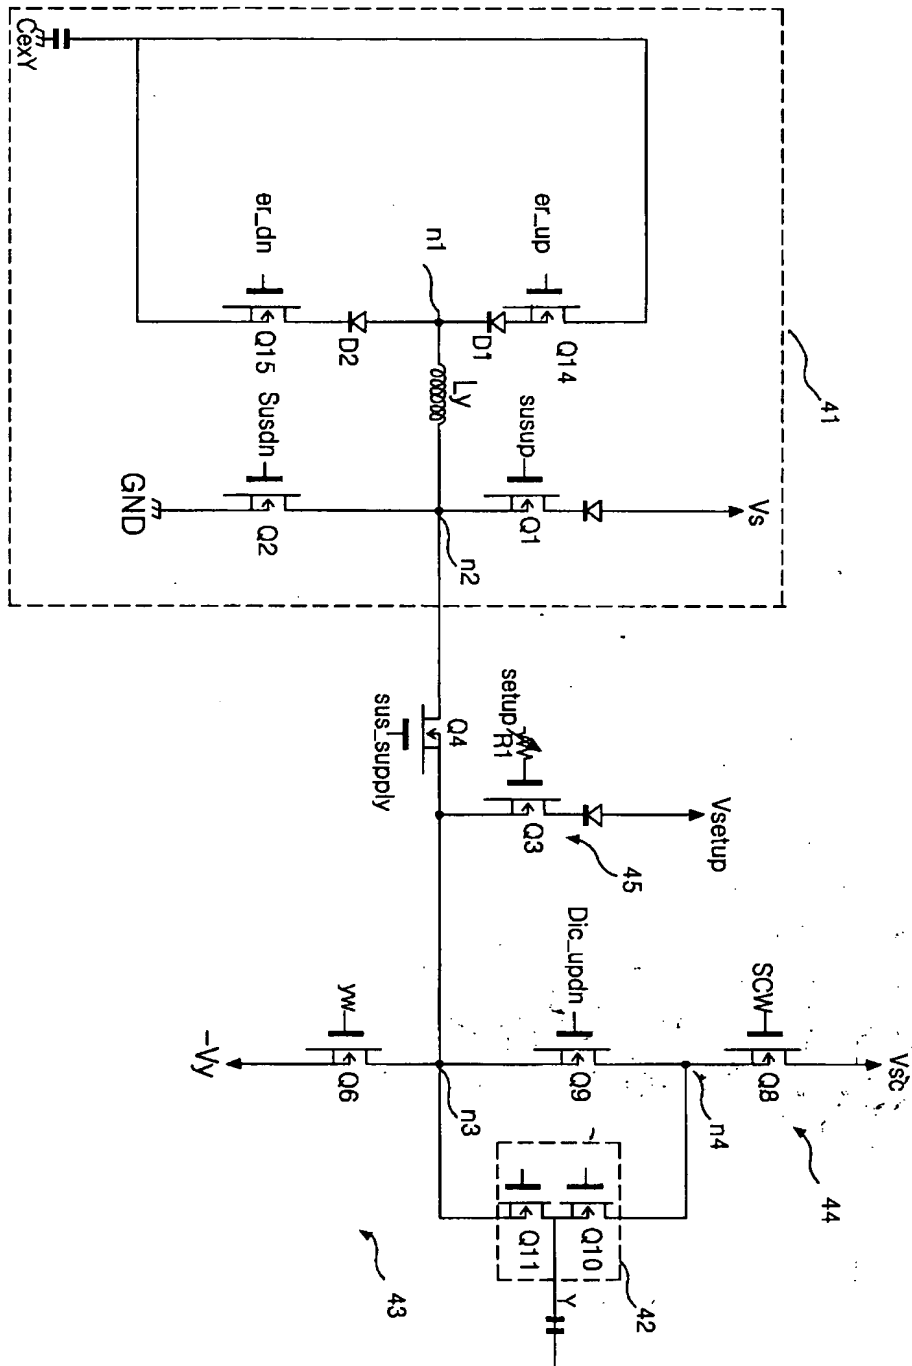 Vsc
41
44
SCW
Q8
Vs
Vsetup
n4
45
42
er_up
Q14
susup
Q1
setup
R1
Q3
Dic_updn
Q9
Q10
Y
Q11
D1
Ly
n2
Q4
n3
n1
sus_supply
43
D2
yw
Q6
er_dn
Q15
Susdn
Q2
-Vy
GND
CexY